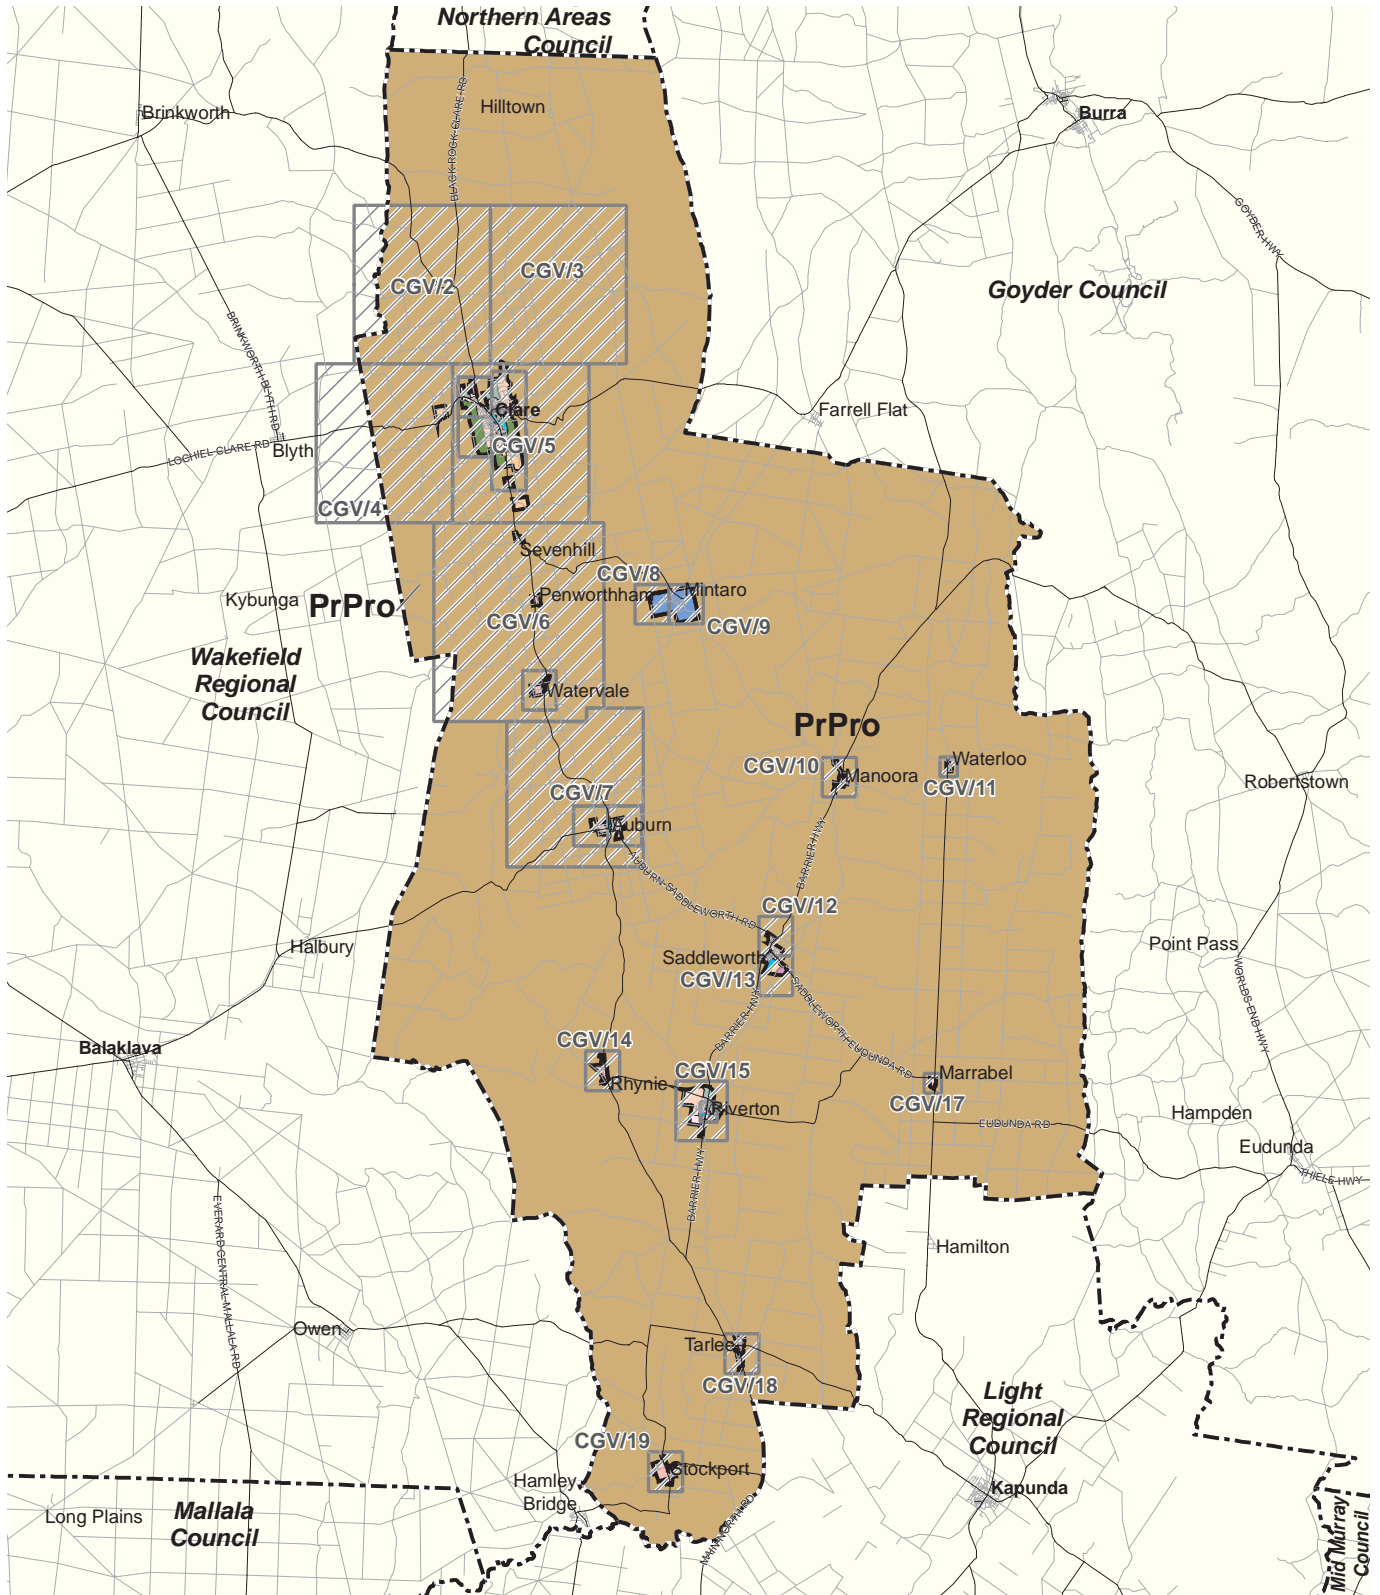 Northern Areas
Council
Hilltown
Brinkworth
Burra
BLACK ROCK-CLARE RD
GOYDER HWY
CGV/2
CGV/3
Goyder Council
BRINKWORTH-BLYTH RD
Clare
Farrell Flat
LOCHIEL-CLARE RD
Blyth
CGV/5
CGV/4
Sevenhill
CGV/8
Penworthham
Mintaro
Kybunga
PrPro
CGV/6
CGV/9
Wakefield
Regional
Council
Watervale
PrPro
CGV/10
Manoora
Waterloo
CGV/11
Robertstown
CGV/7
Auburn
AUBURN-SADDLEWORTH RD
BARRIER HWY
CGV/12
Halbury
Saddleworth
CGV/13
Point Pass
WORLDS END HWY
BARRIER HWY
SADDLEWORTH-EUDUNDA RD
Balaklava
CGV/14
Rhynie
CGV/15
Riverton
Marrabel
CGV/17
Hampden
EUDUNDA RD
Eudunda
THIELE HWY
BARRIER HWY
EVERARD CENTRAL-MALLALA RD
Hamilton
Owen
Tarlee
CGV/18
Light
Regional
Council
CGV/19
Stockport
Hamley
Bridge
Kapunda
Long Plains
Mallala
Council
MAIN NORTH RD
Mid Murray
Council